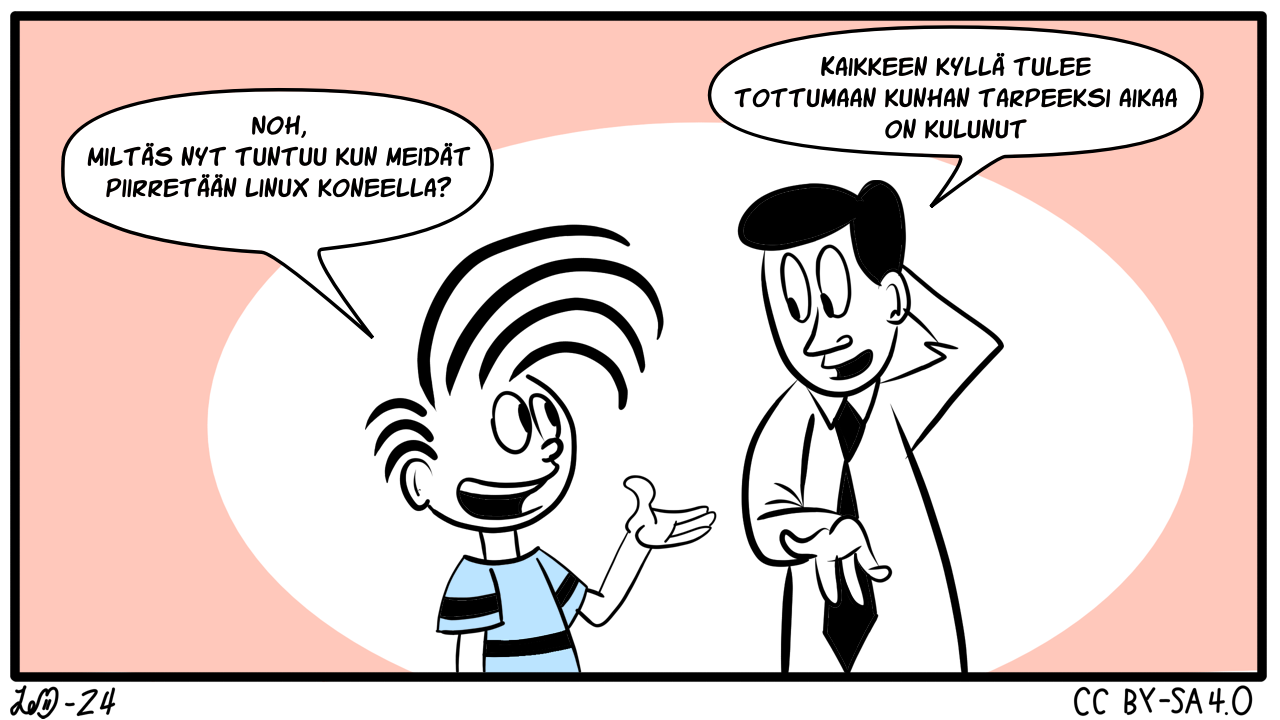 NOH,
MILTÄS NYT TUNTUU KUN MEIDÄT
PIIRRETÄÄN LINUX KONEELLA?
KAIKKEEN KYLLÄ TULEE
TOTTUMAAN KUNHAN TARPEEKSI AIKAA
ON KULUNUT
-24
CC BY-SA 4.0